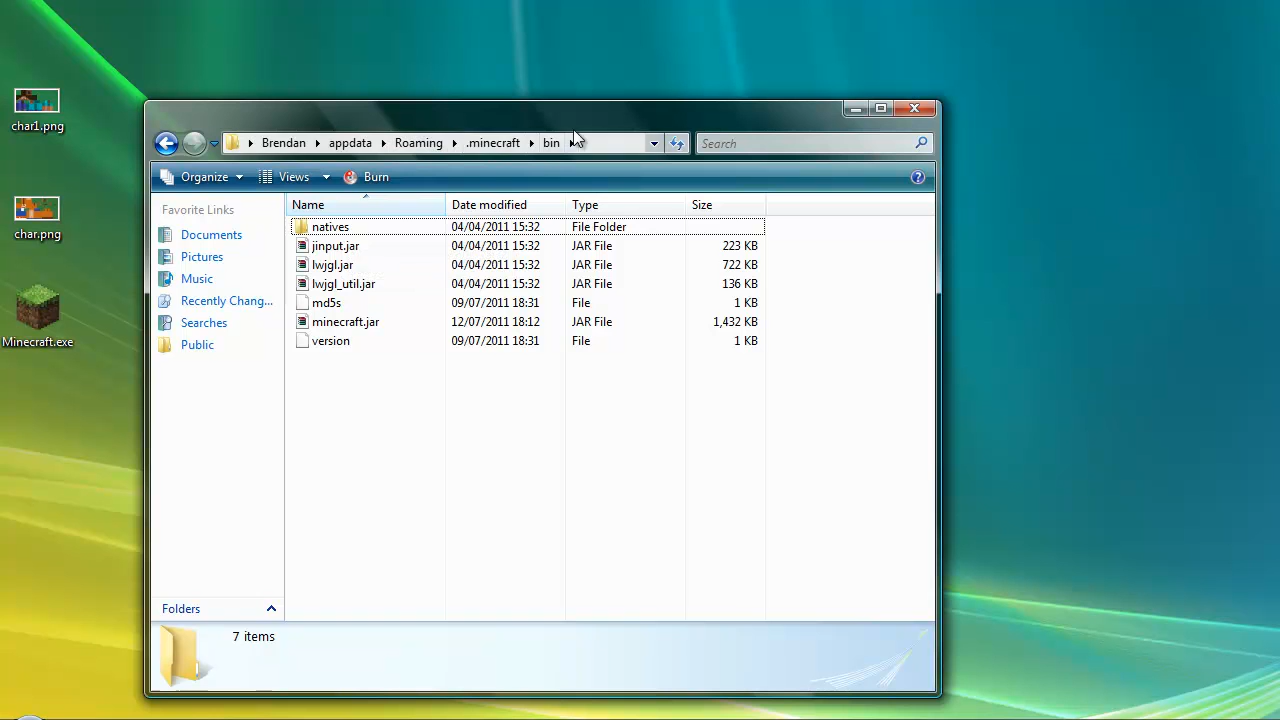 char1.png
char.png
Minecraft.exe
Brendan appdata Roaming .minecraft bin
Search
Organize Views Burn
Favorite Links
Documents
Pictures
Music
Recently Chang...
Searches
Public
Folders
Name Date modified Type Size
natives 04/04/2011 15:32 File Folder
jinput.jar 04/04/2011 15:32 JAR File 223 KB
lwjgl.jar 04/04/2011 15:32 JAR File 722 KB
lwjgl_util.jar 04/04/2011 15:32 JAR File 136 KB
md5s 09/07/2011 18:31 File 1 KB
minecraft.jar 12/07/2011 18:12 JAR File 1,432 KB
version 09/07/2011 18:31 File 1 KB
7 items